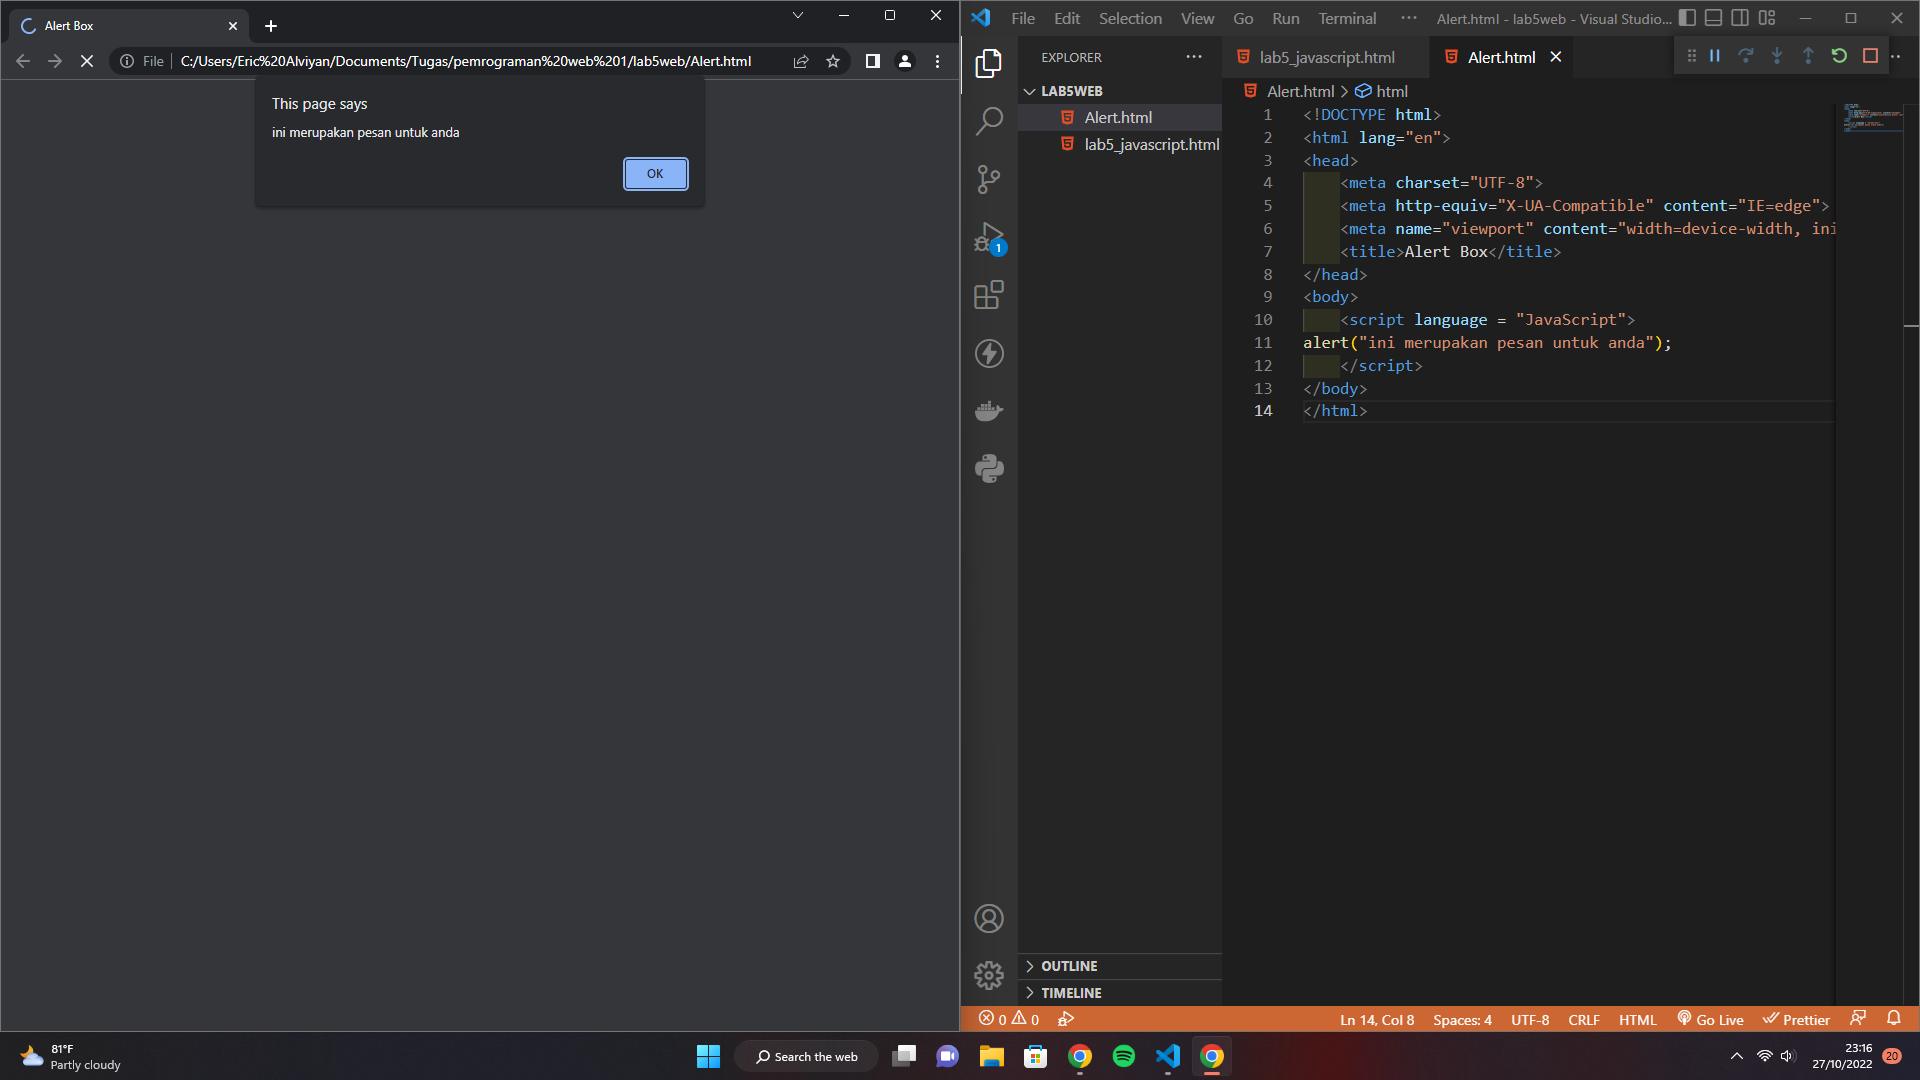 Alert Box
File
C:/Users/Eric%20Alviyan/Documents/Tugas/pemrograman%20web%201/lab5web/Alert.html
This page says
ini merupakan pesan untuk anda
OK
File Edit Selection View Go Run Terminal ··· Alert.html - lab5web - Visual Studio...
EXPLORER
LAB5WEB
Alert.html
lab5_javascript.html
1
lab5_javascript.html
Alert.html
Alert.html > html
1 <!DOCTYPE html>
2 <html lang="en">
3 <head>
4 <meta charset="UTF-8">
5 <meta http-equiv="X-UA-Compatible" content="IE=edge">
6 <meta name="viewport" content="width=device-width, ini
7 <title>Alert Box</title>
8 </head>
9 <body>
10 <script language = "JavaScript">
11 alert("ini merupakan pesan untuk anda");
12 </script>
13 </body>
14 </html>
OUTLINE
TIMELINE
0 0
Ln 14, Col 8 Spaces: 4 UTF-8 CRLF HTML Go Live Prettier
81°F
Partly cloudy
Search the web
23:16
27/10/2022
20